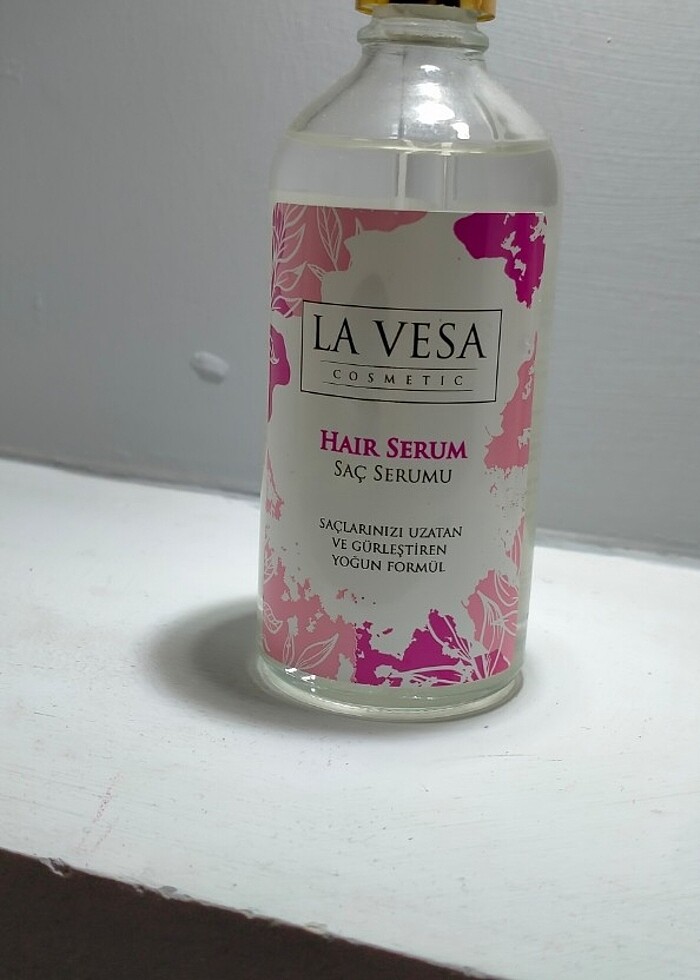 LA VESA
COSMETIC
HAIR SERUM
SAÇ SERUMU
SAÇLARINIZI UZATAN
VE GÜRLEŞTİREN
YOĞUN FORMÜL